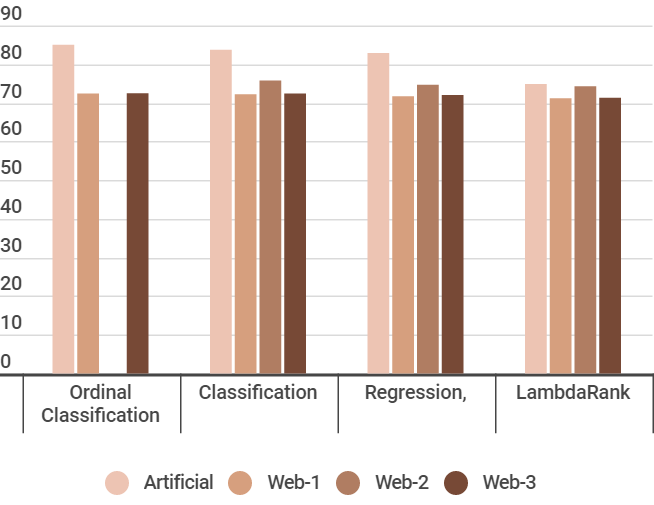 90
80
70
60
50
40
30
20
10
0
Ordinal Classification
Classification
Regression,
LambdaRank
Artificial Web-1 Web-2 Web-3